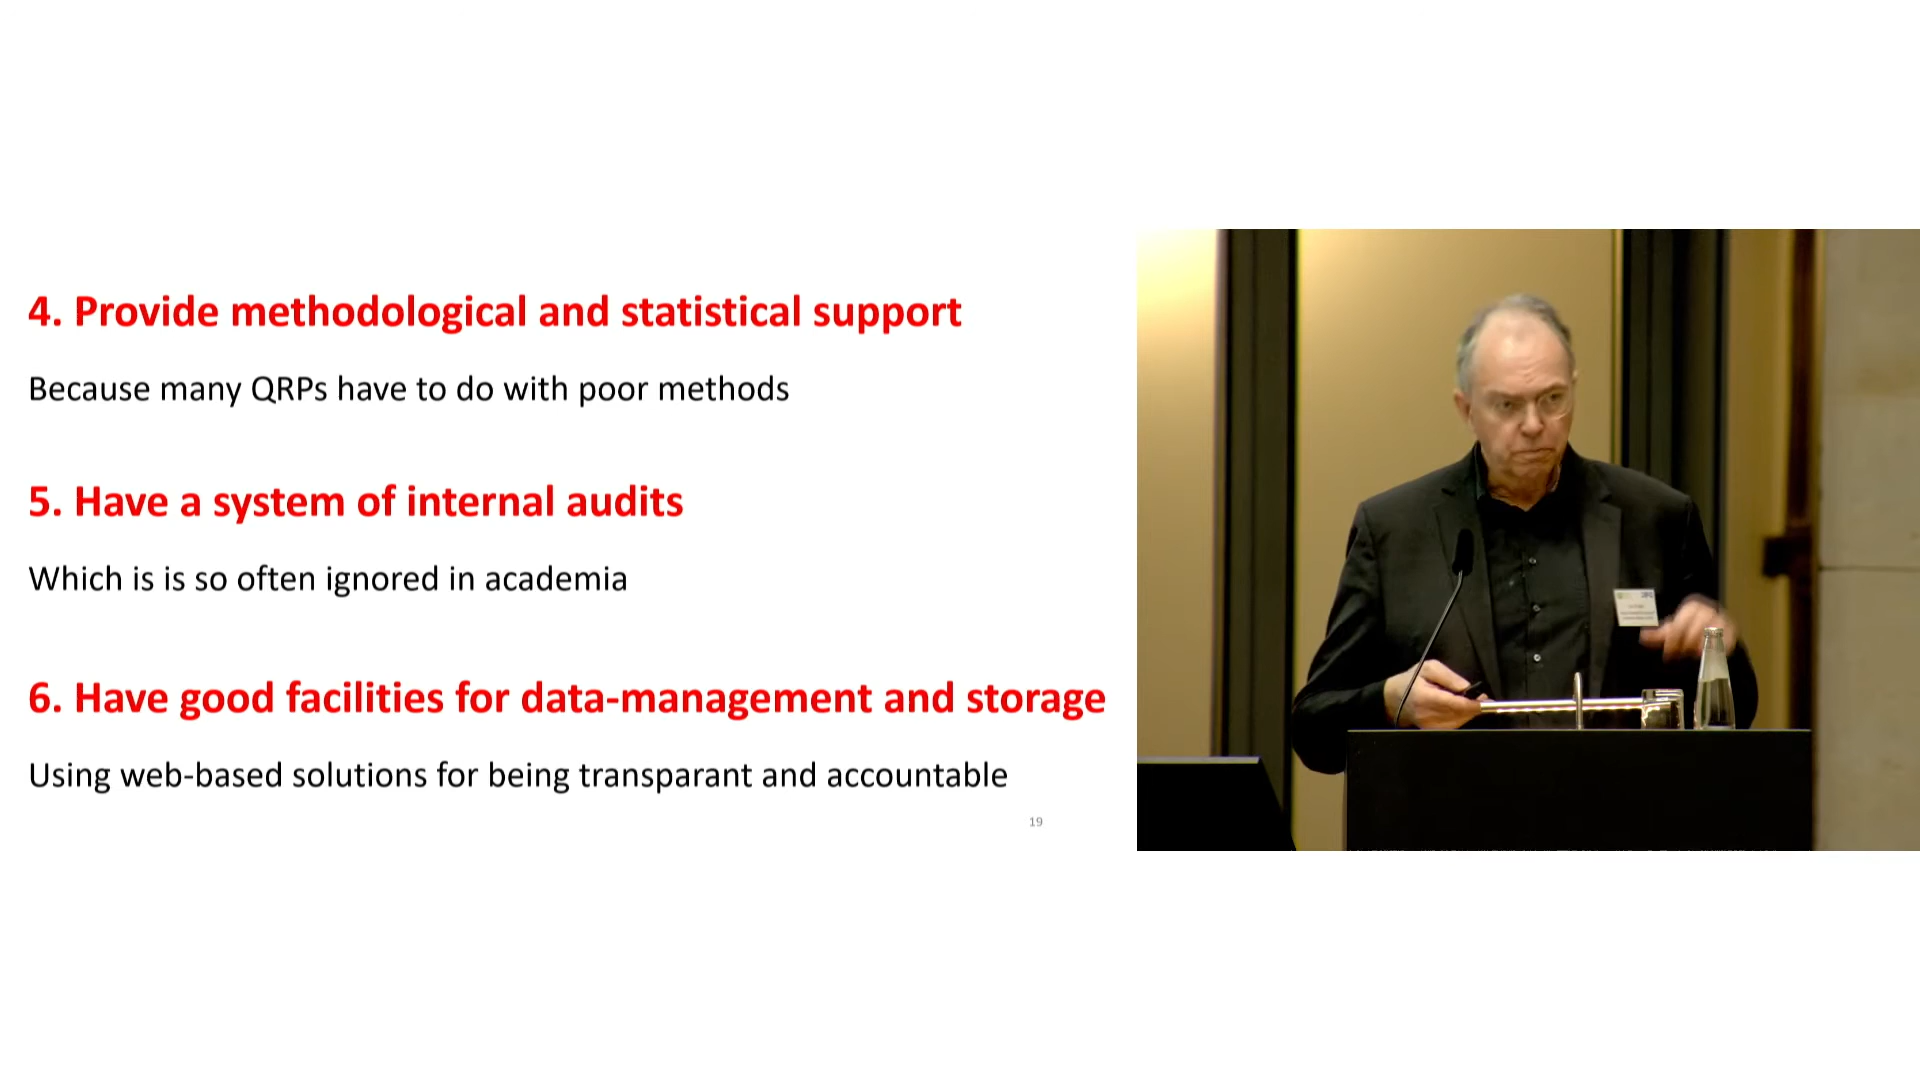 4. Provide methodological and statistical support
Because many QRPs have to do with poor methods
5. Have a system of internal audits
Which is is so often ignored in academia
6. Have good facilities for data-management and storage
Using web-based solutions for being transparant and accountable
19